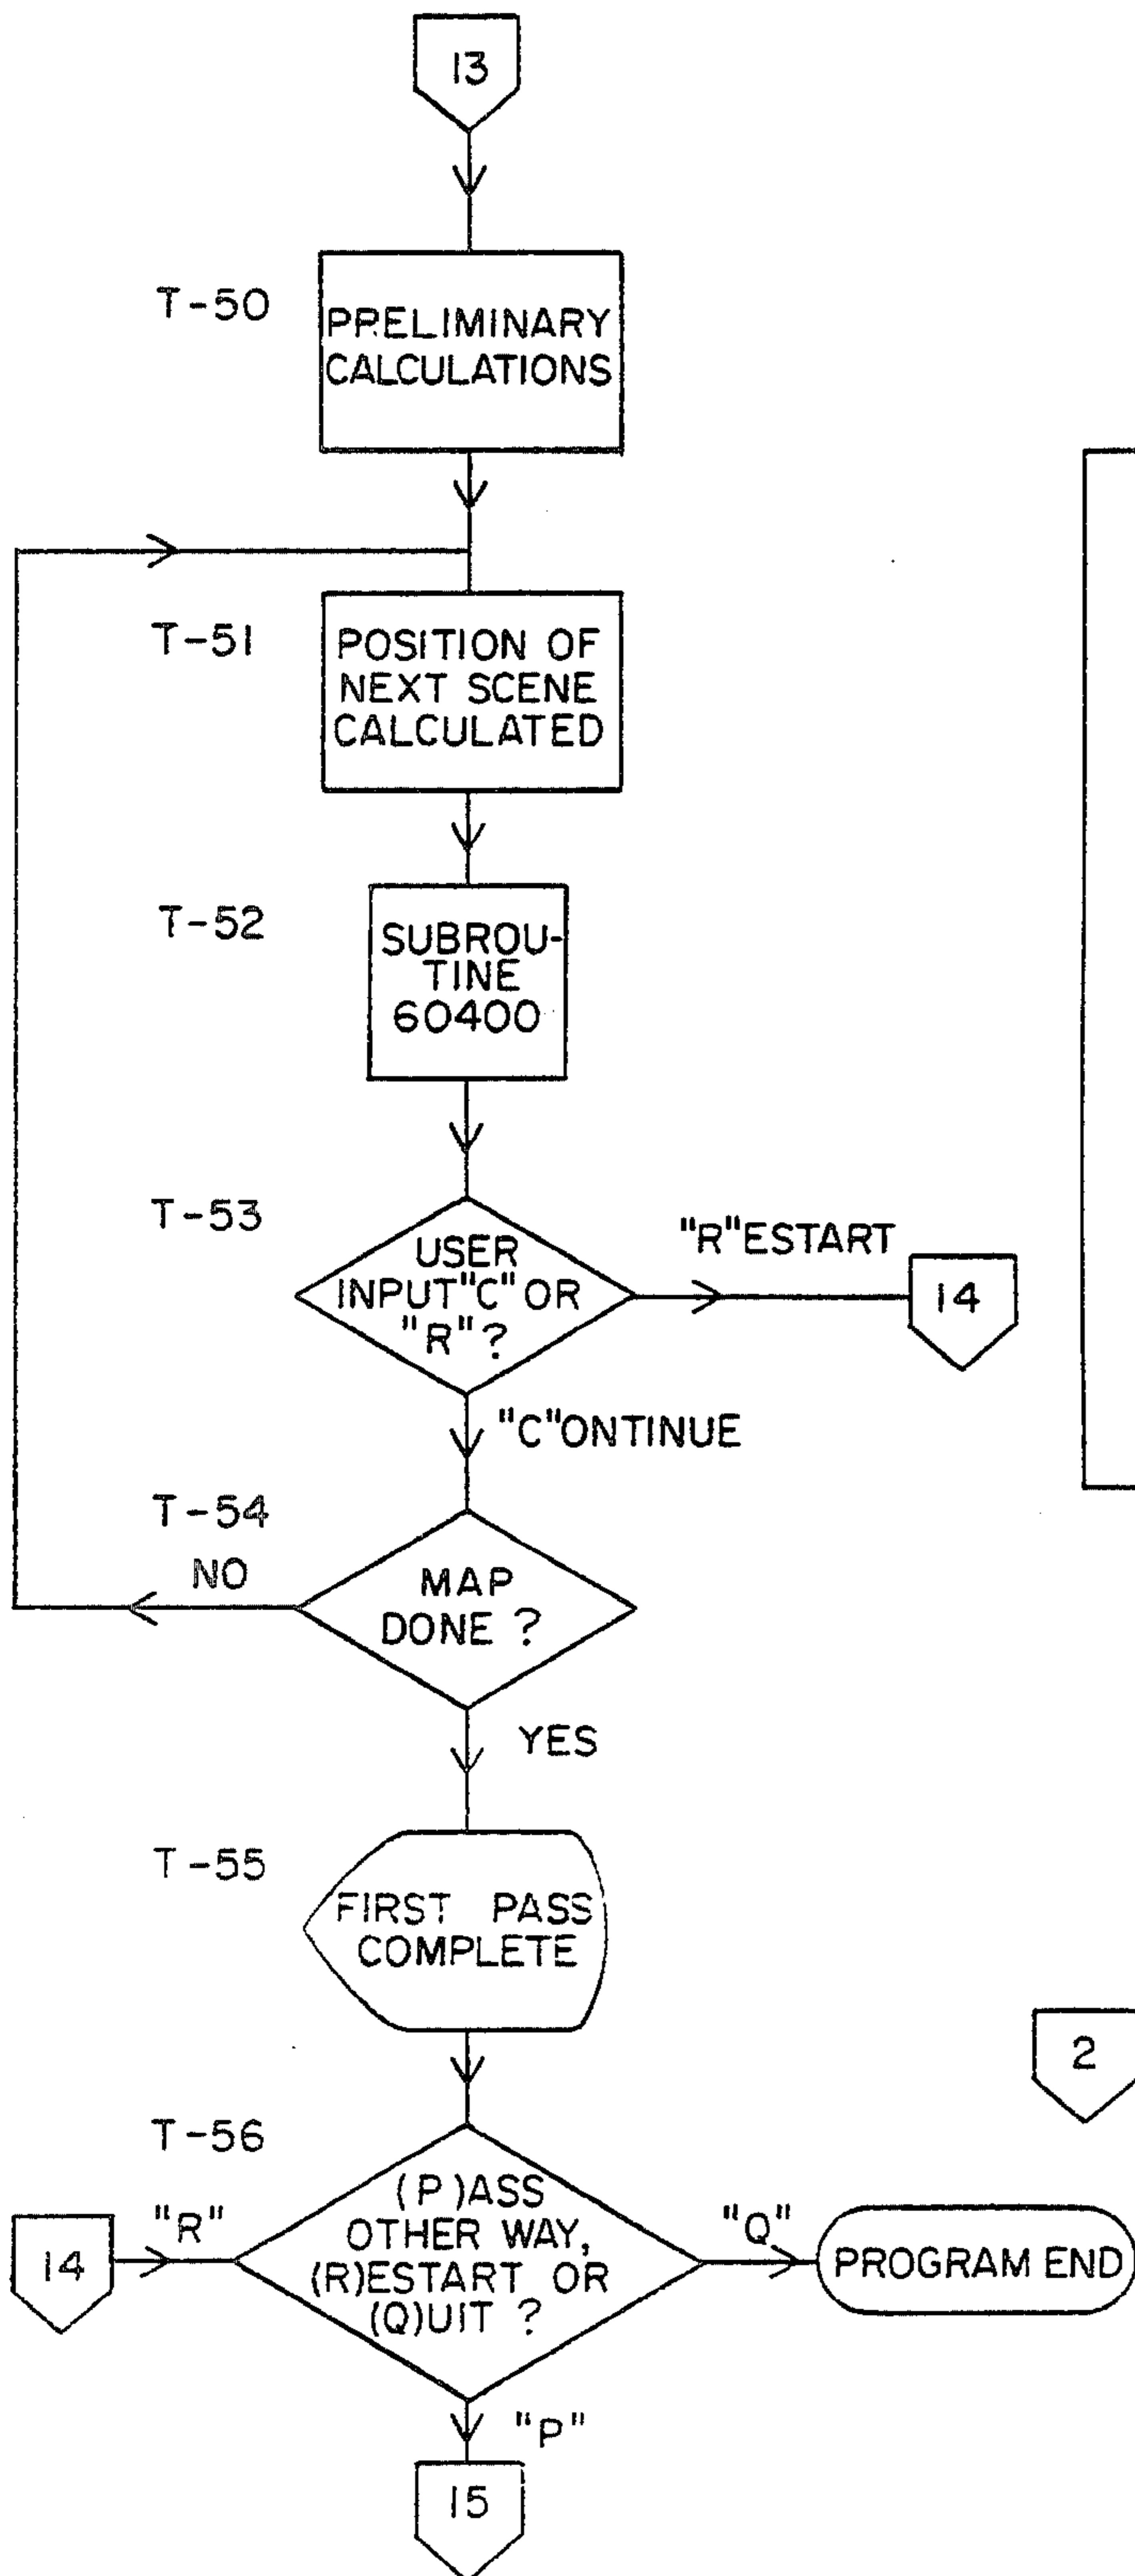 13
T-50
PRELIMINARY
CALCULATIONS
T-51
POSITION OF
NEXT SCENE
CALCULATED
T-52
SUBROU-
TINE
60400
T-53
USER
INPUT "C" OR
"R" ?
"R"ESTART
14
"C"ONTINUE
T-54
NO
MAP
DONE ?
YES
T-55
FIRST PASS
COMPLETE
2
T-56
14
"R"
(P)ASS
OTHER WAY,
(R)ESTART OR
(Q)UIT ?
"Q"
PROGRAM END
"P"
15